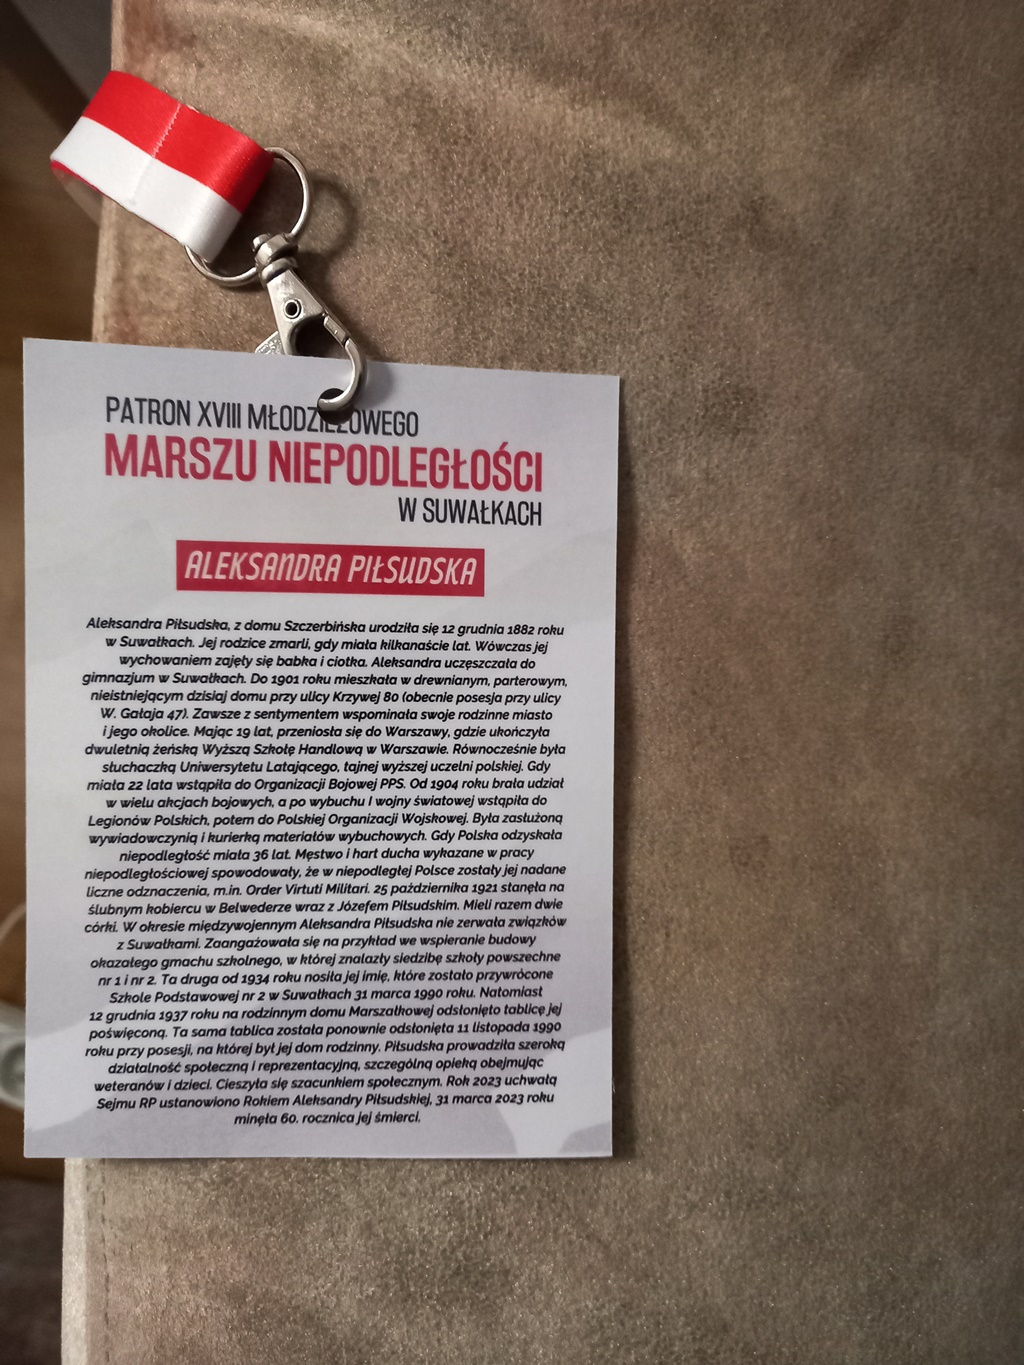 PATRON XVIII MŁODZIEŻOWEGO
MARSZU NIEPODLEGŁOŚCI
W SUWAŁKACH
ALEKSANDRA PIŁSUDSKA
Aleksandra Piłsudska, z domu Szczerbińska urodziła się 12 grudnia 1882 roku
w Suwałkach. Jej rodzice zmarli, gdy miała kilkanaście lat. Wówczas jej
wychowaniem zajęły się babka i ciotka. Aleksandra uczęszczała do
gimnazjum w Suwałkach. Do 1901 roku mieszkała w drewnianym, parterowym,
nieistniejącym dzisiaj domu przy ulicy Krzywej 80 (obecnie posesja przy ulicy
W. Gałaja 47). Zawsze z sentymentem wspominała swoje rodzinne miasto
i jego okolice. Mając 19 lat, przeniosła się do Warszawy, gdzie ukończyła
dwuletnią żeńską Wyższą Szkołę Handlową w Warszawie. Równocześnie była
słuchaczką Uniwersytetu Latającego, tajnej wyższej uczelni polskiej. Gdy
miała 22 lata wstąpiła do Organizacji Bojowej PPS. Od 1904 roku brała udział
w wielu akcjach bojowych, a po wybuchu I wojny światowej wstąpiła do
Legionów Polskich, potem do Polskiej Organizacji Wojskowej. Była zasłużoną
wywiadowczynią i kurierką materiałów wybuchowych. Gdy Polska odzyskała
niepodległość miała 36 lat. Męstwo i hart ducha wykazane w pracy
niepodległościowej spowodowały, że w niepodległej Polsce zostały jej nadane
liczne odznaczenia, m.in. Order Virtuti Militari. 25 października 1921 stanęła na
ślubnym kobiercu w Belwederze wraz z Józefem Piłsudskim. Mieli razem dwie
córki. W okresie międzywojennym Aleksandra Piłsudska nie zerwała związków
z Suwałkami. Zaangażowała się na przykład we wspieranie budowy
okazałego gmachu szkolnego, w której znalazły siedzibę szkoły powszechne
nr 1 i nr 2. Ta druga od 1934 roku nosiła jej imię, które zostało przywrócone
Szkole Podstawowej nr 2 w Suwałkach 31 marca 1990 roku. Natomiast
12 grudnia 1937 roku na rodzinnym domu Marszałkowej odsłonięto tablicę jej
poświęconą. Ta sama tablica została ponownie odsłonięta 11 listopada 1990
roku przy posesji, na której był jej dom rodzinny. Piłsudska prowadziła szeroką
działalność społeczną i reprezentacyjną, szczególną opieką obejmując
weteranów i dzieci. Cieszyła się szacunkiem społecznym. Rok 2023 uchwałą
Sejmu RP ustanowiono Rokiem Aleksandry Piłsudskiej, 31 marca 2023 roku
minęła 60. rocznica jej śmierci.